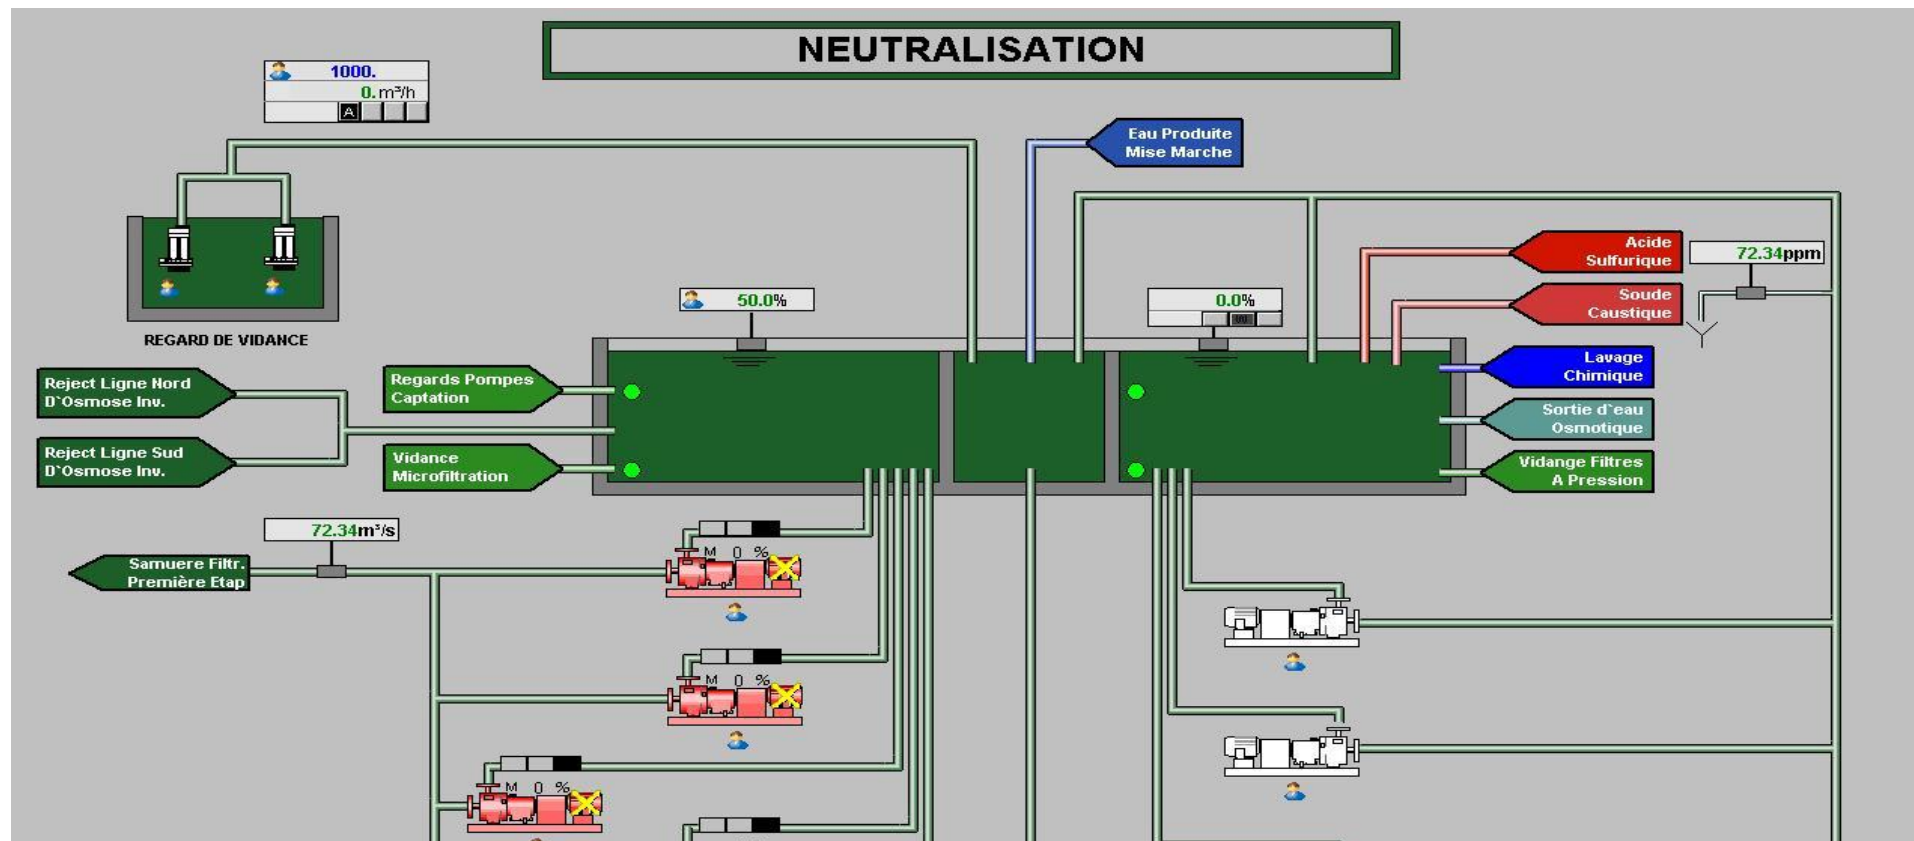 NEUTRALISATION
1000.
0. m³/h
A
Eau Produite
Mise Marche
Acide
Sulfurique
72.34ppm
Soude
Caustique
50.0%
0.0%
REGARD DE VIDANCE
Reject Ligne Nord
D`Osmose Inv.
Regards Pompes
Captation
Lavage
Chimique
Sortie d`eau
Osmotique
Reject Ligne Sud
D`Osmose Inv.
Vidance
Microfiltration
Vidange Filtres
A Pression
72.34m³/s
Samuere Filtr.
Première Etap
M 0 %
M 0 %
M 0 %